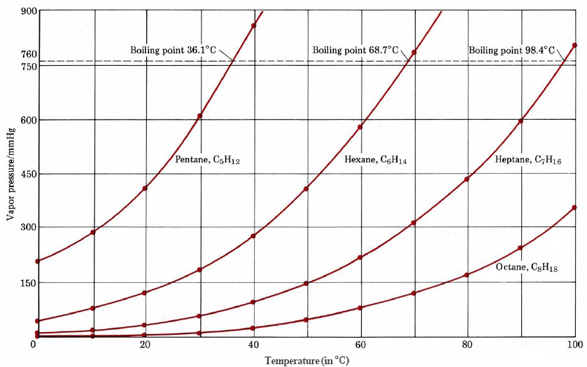 900
Boiling point 36.1°C
Boiling point 68.7°C
Boiling point 98.4°C
760
750
600
Pentane, C₅H₁₂
Hexane, C₆H₁₄
Heptane, C₇H₁₆
450
Vapor pressure/mmHg
300
Octane, C₈H₁₈
150
0
20
40
60
80
100
Temperature (in °C)